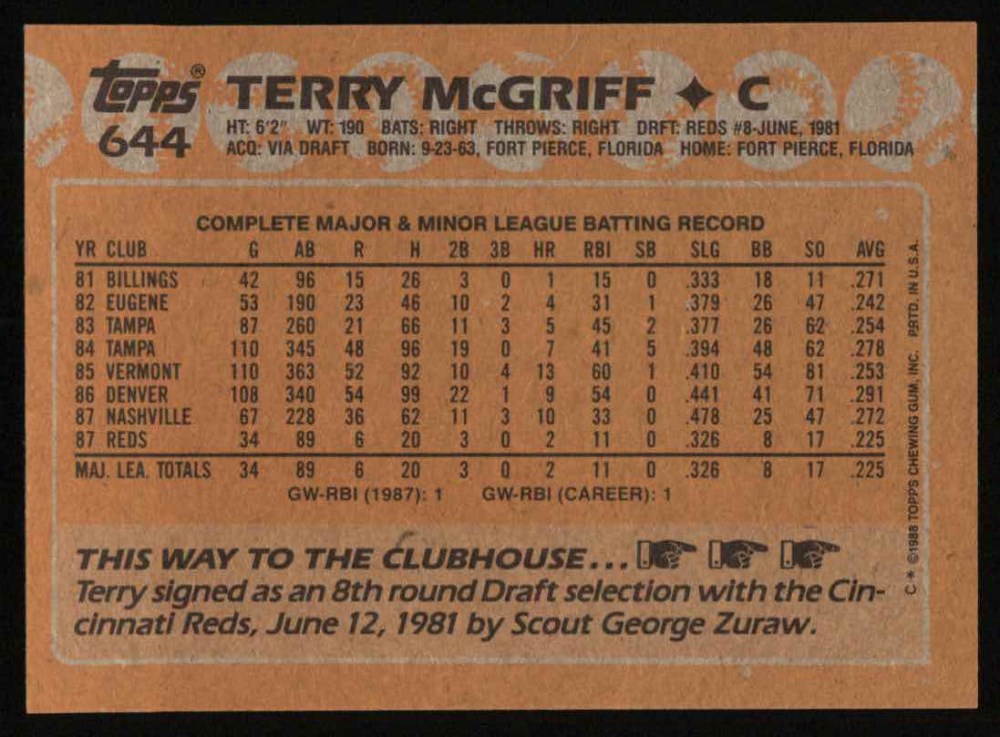 topps® TERRY McGRIFF ✦ C
644 HT: 6'2" WT: 190 BATS: RIGHT THROWS: RIGHT DRFT: REDS #8-JUNE, 1981
ACQ: VIA DRAFT BORN: 9-23-63, FORT PIERCE, FLORIDA HOME: FORT PIERCE, FLORIDA
COMPLETE MAJOR & MINOR LEAGUE BATTING RECORD
YR CLUB G AB R H 2B 3B HR RBI SB SLG BB SO AVG
81 BILLINGS 42 96 15 26 3 0 1 15 0 .333 18 11 .271
82 EUGENE 53 190 23 46 10 2 4 31 1 .379 26 47 .242
83 TAMPA 87 260 21 66 11 3 5 45 2 .377 26 62 .254
84 TAMPA 110 345 48 96 19 0 7 41 5 .394 48 62 .278
85 VERMONT 110 363 52 92 10 4 13 60 1 .410 54 81 .253
86 DENVER 108 340 54 99 22 1 9 54 0 .441 41 71 .291
87 NASHVILLE 67 228 36 62 11 3 10 33 0 .478 25 47 .272
87 REDS 34 89 6 20 3 0 2 11 0 .326 8 17 .225
MAJ. LEA. TOTALS 34 89 6 20 3 0 2 11 0 .326 8 17 .225
GW-RBI (1987): 1 GW-RBI (CAREER): 1
THIS WAY TO THE CLUBHOUSE...
Terry signed as an 8th round Draft selection with the Cin-
cinnati Reds, June 12, 1981 by Scout George Zuraw.
C* ©1988 TOPPS CHEWING GUM, INC. PRTD. IN U.S.A.